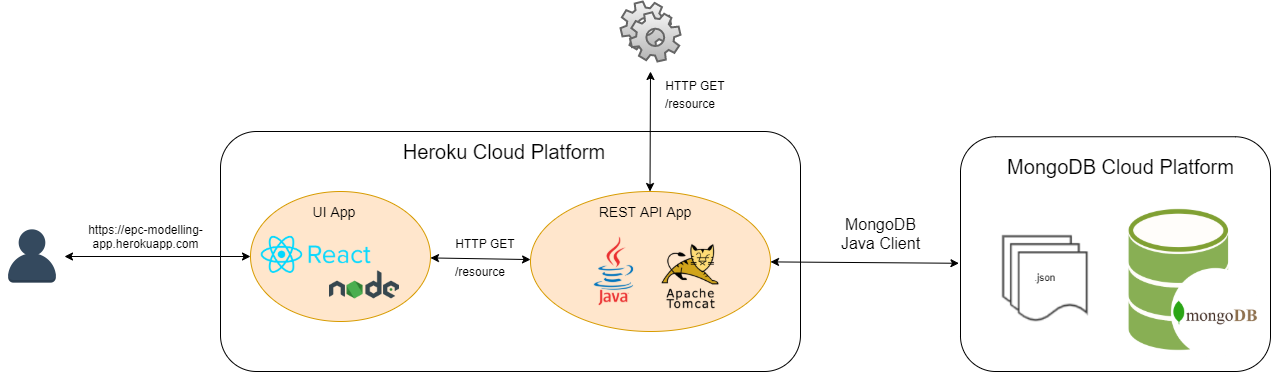 HTTP GET
/resource
Heroku Cloud Platform
MongoDB Cloud Platform
UI App
REST API App
https://epc-modelling-
app.herokuapp.com
React
node
HTTP GET
/resource
Java
Apache
Tomcat
MongoDB
Java Client
.json
mongoDB